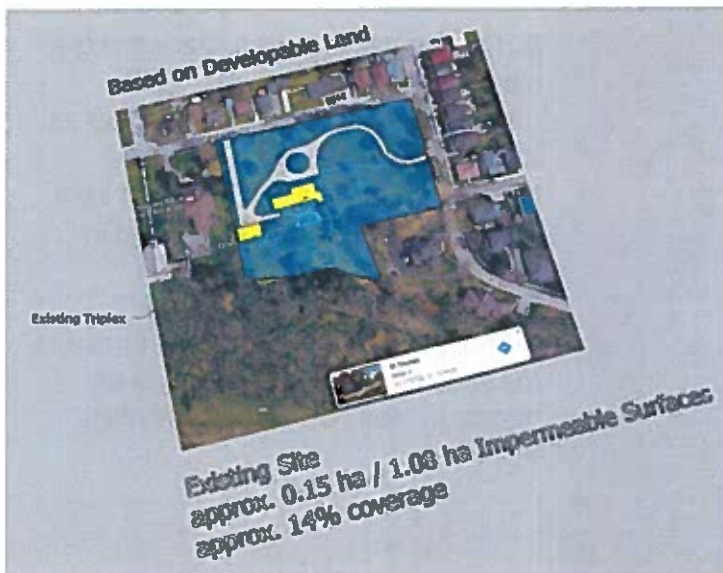 Based on Developable Land
Existing Triplex
Existing Site
approx. 0.15 ha / 1.08 ha Impermeable Surfaces
approx. 14% coverage